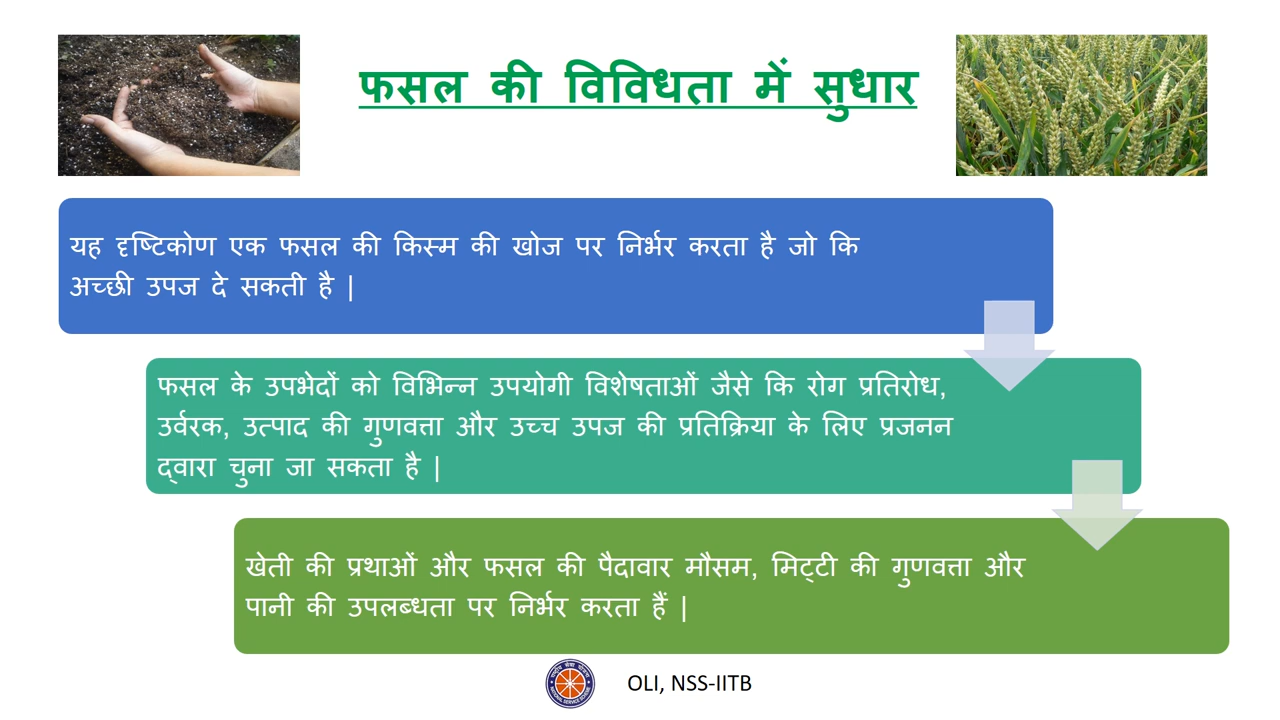 फसल की विविधता में सुधार
यह दृष्टिकोण एक फसल की किस्म की खोज पर निर्भर करता है जो कि
अच्छी उपज दे सकती है |
फसल के उपभेदों को विभिन्न उपयोगी विशेषताओं जैसे कि रोग प्रतिरोध,
उर्वरक, उत्पाद की गुणवत्ता और उच्च उपज की प्रतिक्रिया के लिए प्रजनन
द्वारा चुना जा सकता है |
खेती की प्रथाओं और फसल की पैदावार मौसम, मिट्टी की गुणवत्ता और
पानी की उपलब्धता पर निर्भर करता हैं |
OLI, NSS-IITB